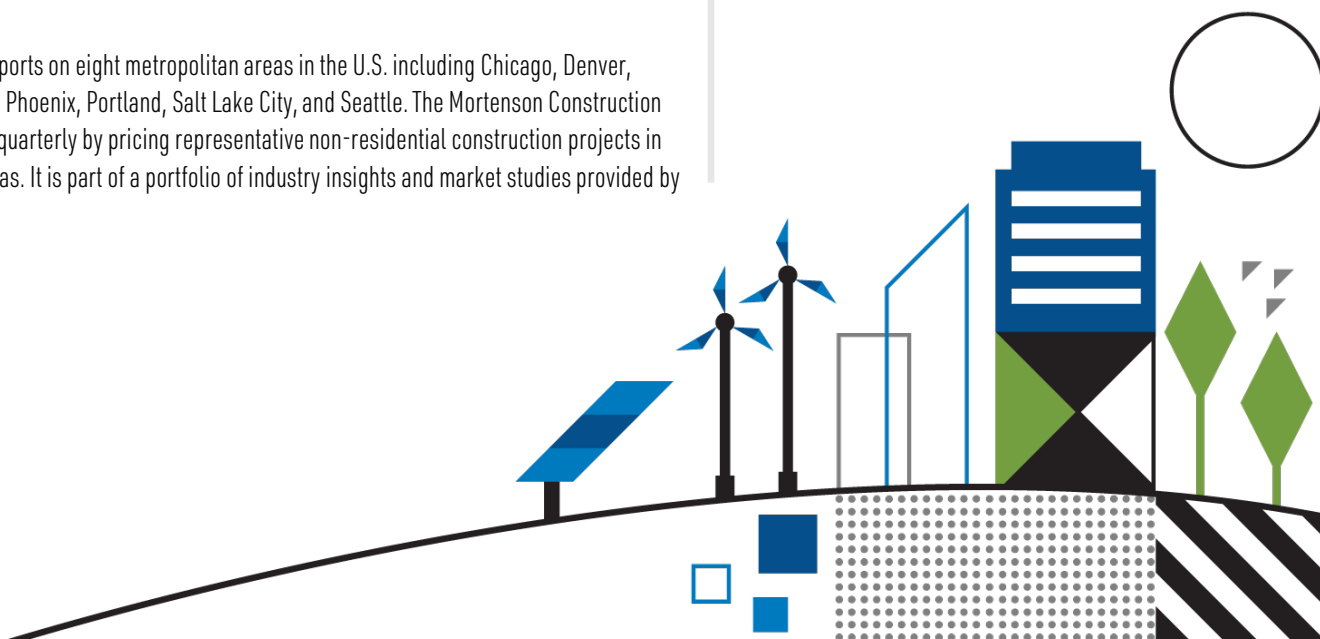 ports on eight metropolitan areas in the U.S. including Chicago, Denver,
Phoenix, Portland, Salt Lake City, and Seattle. The Mortenson Construction
quarterly by pricing representative non-residential construction projects in
as. It is part of a portfolio of industry insights and market studies provided by